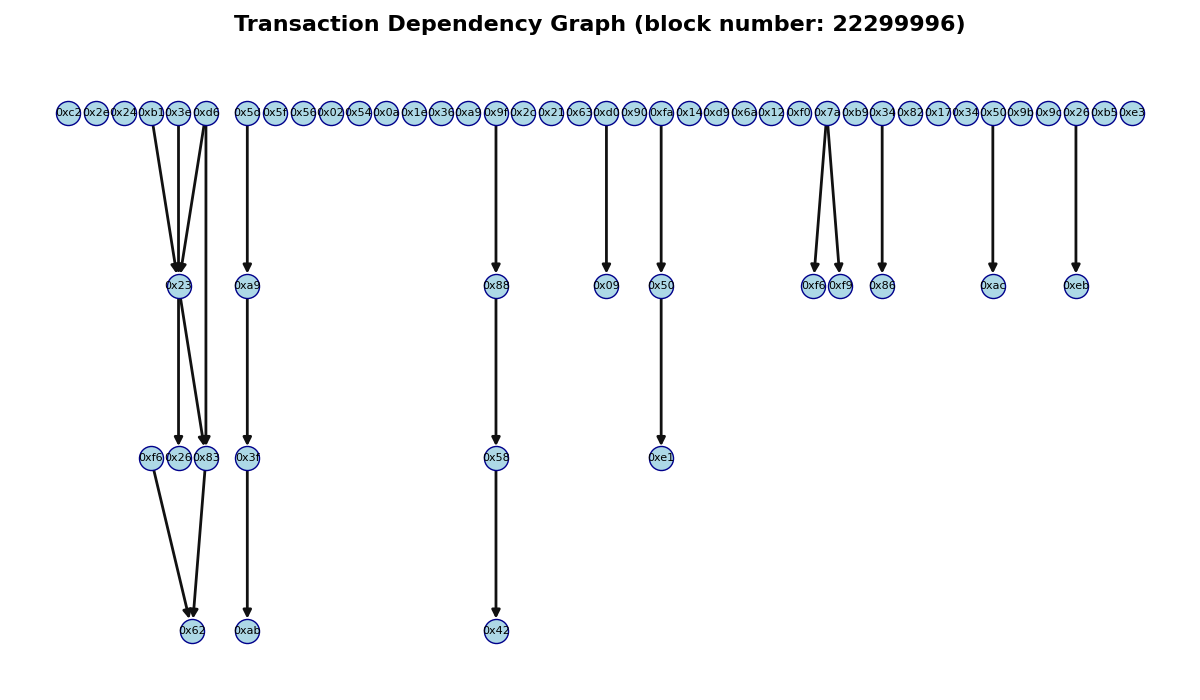 Transaction Dependency Graph (block number: 22299996)
0xc2 0x2e 0x24 0xb1 0x3e 0xd6 0x5d 0x5f 0x56 0x02 0x54 0x0a 0x1e 0x36 0xa9 0x9f 0x2c 0x21 0x63 0xd0 0x90 0xfa 0x14 0xd9 0x6a 0x12 0xf0 0x7a 0xb9 0x34 0x82 0x17 0x34 0x50 0x9b 0x9c 0x26 0xb5 0xe3
0x23 0xa9 0x88 0x09 0x50 0xf6 0xf9 0x86 0xac 0xeb
0xf6 0x26 0x83 0x3f 0x58 0xe1
0x62 0xab 0x42